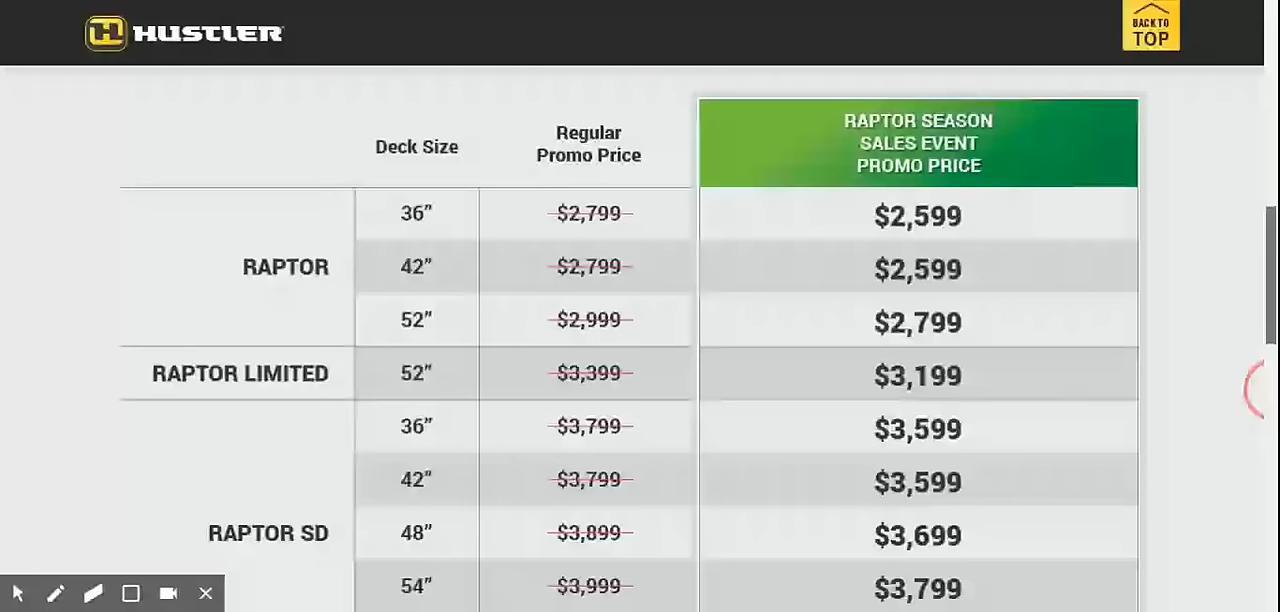 HUSTLER
BACK TO
TOP
Deck Size
Regular
Promo Price
RAPTOR SEASON
SALES EVENT
PROMO PRICE
RAPTOR
36” $2,799 $2,599
42” $2,799 $2,599
52” $2,999 $2,799
RAPTOR LIMITED 52” $3,399 $3,199
RAPTOR SD
36” $3,799 $3,599
42” $3,799 $3,599
48” $3,899 $3,699
54” $3,999 $3,799